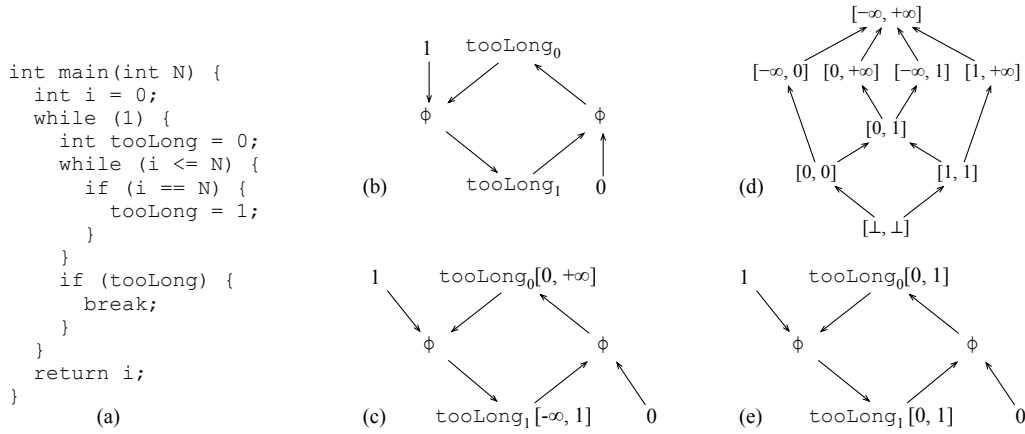 int main(int N) {
int i = 0;
while (1) {
int tooLong = 0;
while (i <= N) {
if (i == N) {
tooLong = 1;
}
}
if (tooLong) {
break;
}
}
return i;
}
(a)
1 tooLong0
ϕ ϕ
tooLong1 0
(b)
[−∞, +∞]
[−∞, 0] [0, +∞] [−∞, 1] [1, +∞]
[0, 1]
[0, 0] [1, 1]
[⊥, ⊥]
(d)
1 tooLong0[0, +∞]
ϕ ϕ
tooLong1[-∞, 1] 0
(c)
1 tooLong0[0, 1]
ϕ ϕ
tooLong1[0, 1] 0
(e)